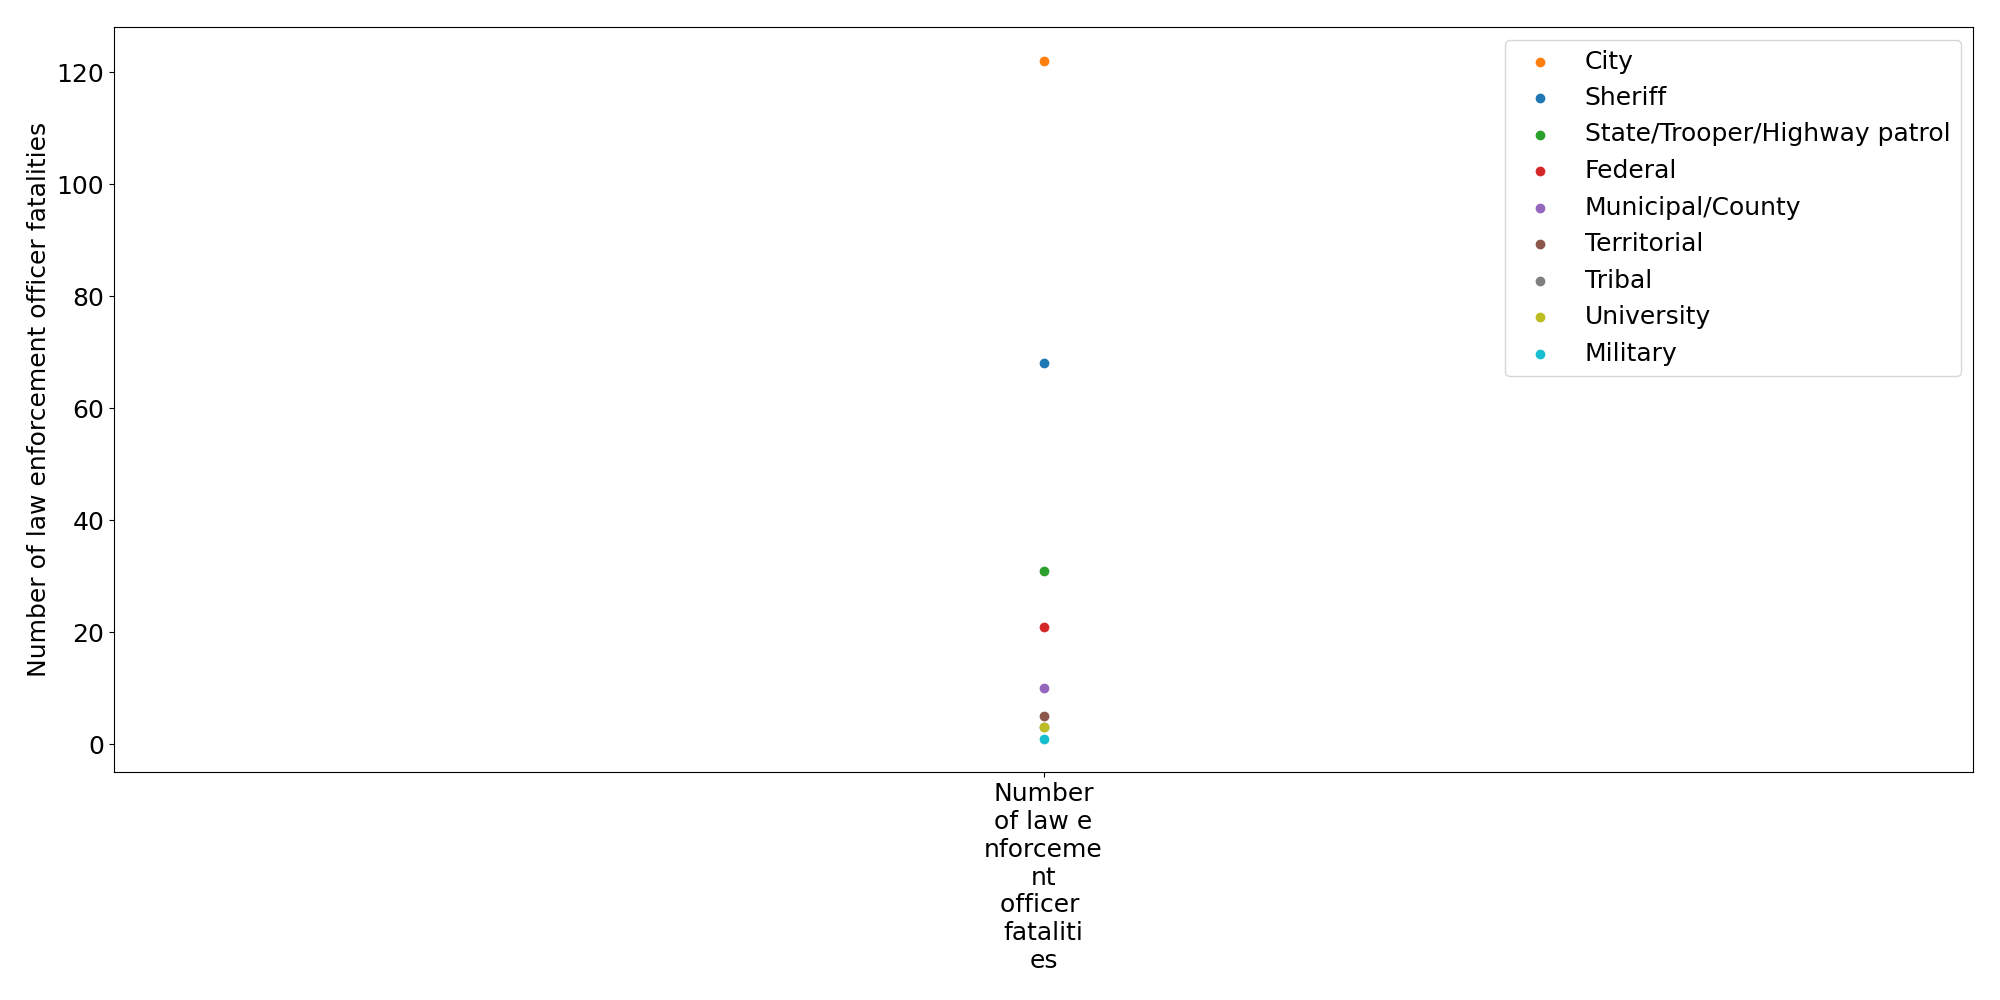 Number of law enforcement officer fatalities
120
100
80
60
40
20
0
City
Sheriff
State/Trooper/Highway patrol
Federal
Municipal/County
Territorial
Tribal
University
Military
Number
of law e
nforceme
nt
officer
fataliti
es